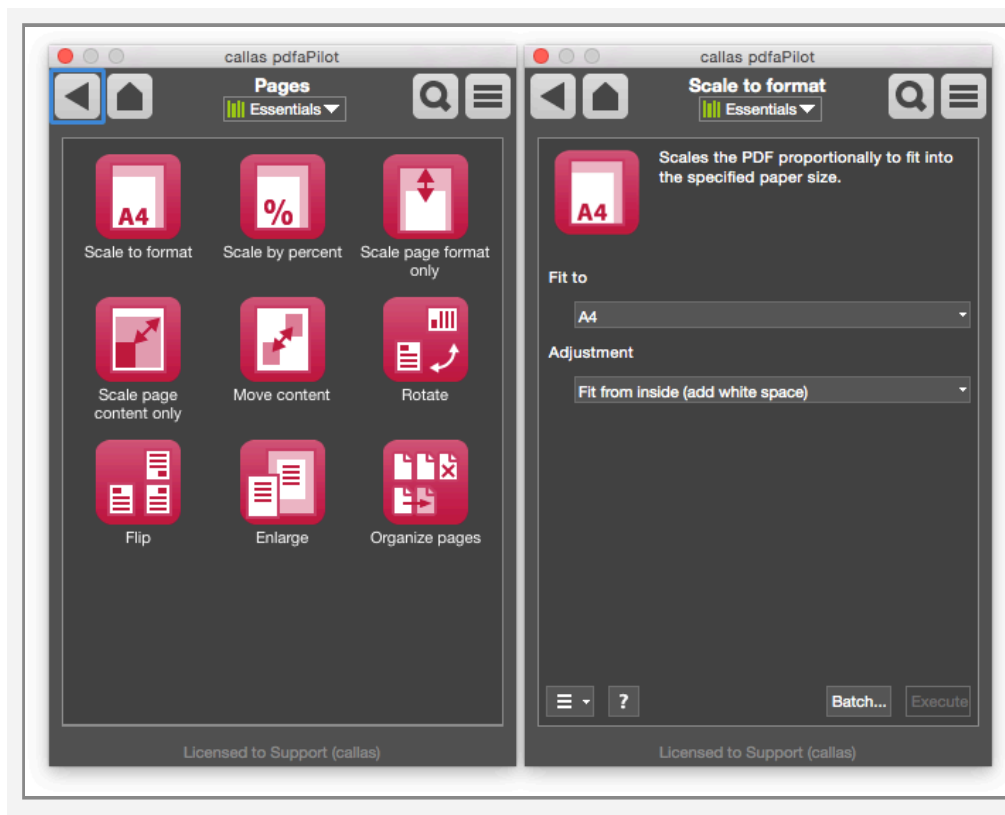 callas pdfaPilot
Pages
Essentials
A4
%
Scale to format
Scale by percent
Scale page format
only
Scale page
content only
Move content
Rotate
Flip
Enlarge
Organize pages
Licensed to Support (callas)
callas pdfaPilot
Scale to format
Essentials
A4
Scales the PDF proportionally to fit into
the specified paper size.
Fit to
A4
Adjustment
Fit from inside (add white space)
?
Batch...
Execute
Licensed to Support (callas)